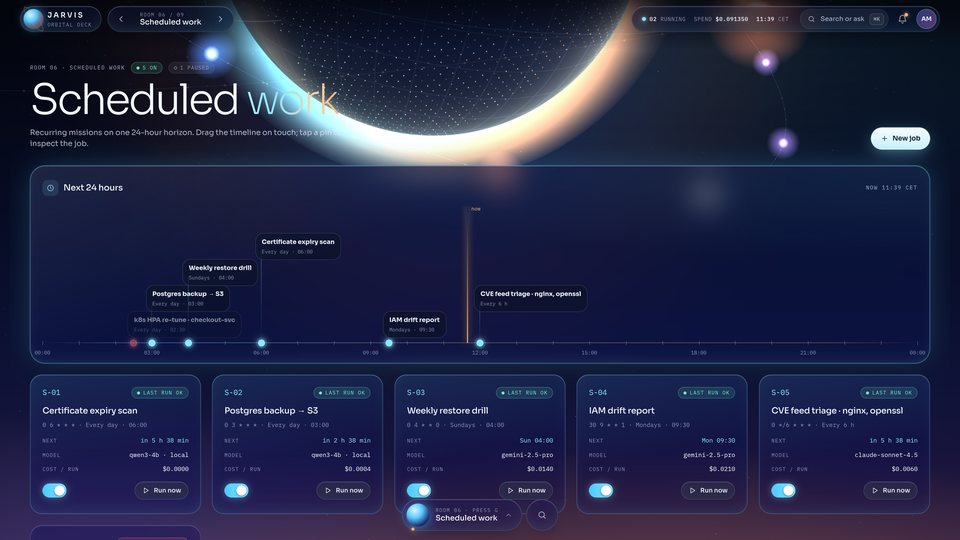 JARVIS
ORBITAL DECK
ROOM 06 / 09
Scheduled work
02 RUNNING SPEND $0.091350 11:39 CET
Search or ask ⌘K
AM
ROOM 06 · SCHEDULED WORK 5 ON 1 PAUSED
Scheduled work
Recurring missions on one 24-hour horizon. Drag the timeline on touch; tap a pin
inspect the job.
+ New job
Next 24 hours
NOW 11:39 CET
now
Certificate expiry scan
Every day · 06:00
Weekly restore drill
Sundays · 04:00
Postgres backup → S3
Every day · 03:00
CVE feed triage · nginx, openssl
Every 6 h
k8s HPA re-tune · checkout-svc
Every day · 02:30
IAM drift report
Mondays · 09:30
00:00 03:00 06:00 09:00 12:00 15:00 18:00 21:00 00:00
S-01 LAST RUN OK
Certificate expiry scan
0 6 * * * · Every day · 06:00
NEXT in 5 h 38 min
MODEL qwen3-4b · local
COST / RUN $0.0000
Run now
S-02 LAST RUN OK
Postgres backup → S3
0 3 * * * · Every day · 03:00
NEXT in 2 h 38 min
MODEL qwen3-4b · local
COST / RUN $0.0004
Run now
S-03 LAST RUN OK
Weekly restore drill
0 4 * * 0 · Sundays · 04:00
NEXT Sun 04:00
MODEL gemini-2.5-pro
COST / RUN $0.0140
Run now
S-04 LAST RUN OK
IAM drift report
30 9 * * 1 · Mondays · 09:30
NEXT Mon 09:30
MODEL gemini-2.5-pro
COST / RUN $0.0210
Run now
S-05 LAST RUN OK
CVE feed triage · nginx, openssl
0 */6 * * * · Every 6 h
NEXT in 5 h 38 min
MODEL claude-sonnet-4.5
COST / RUN $0.0060
Run now
ROOM 06 · PRESS G
Scheduled work